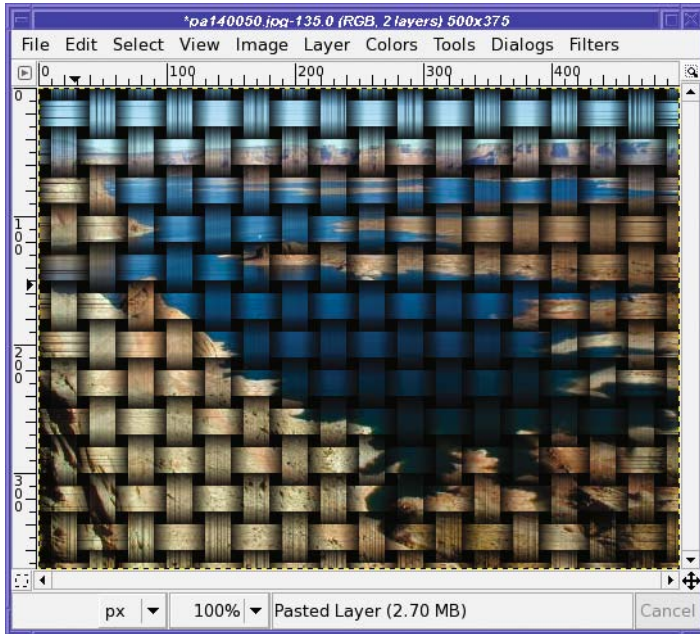 *pa140050.jpg-135.0 (RGB, 2 layers) 500x375
File Edit Select View Image Layer Colors Tools Dialogs Filters
0 100 200 300 400
0
100
200
300
px 100% Pasted Layer (2.70 MB) Cancel